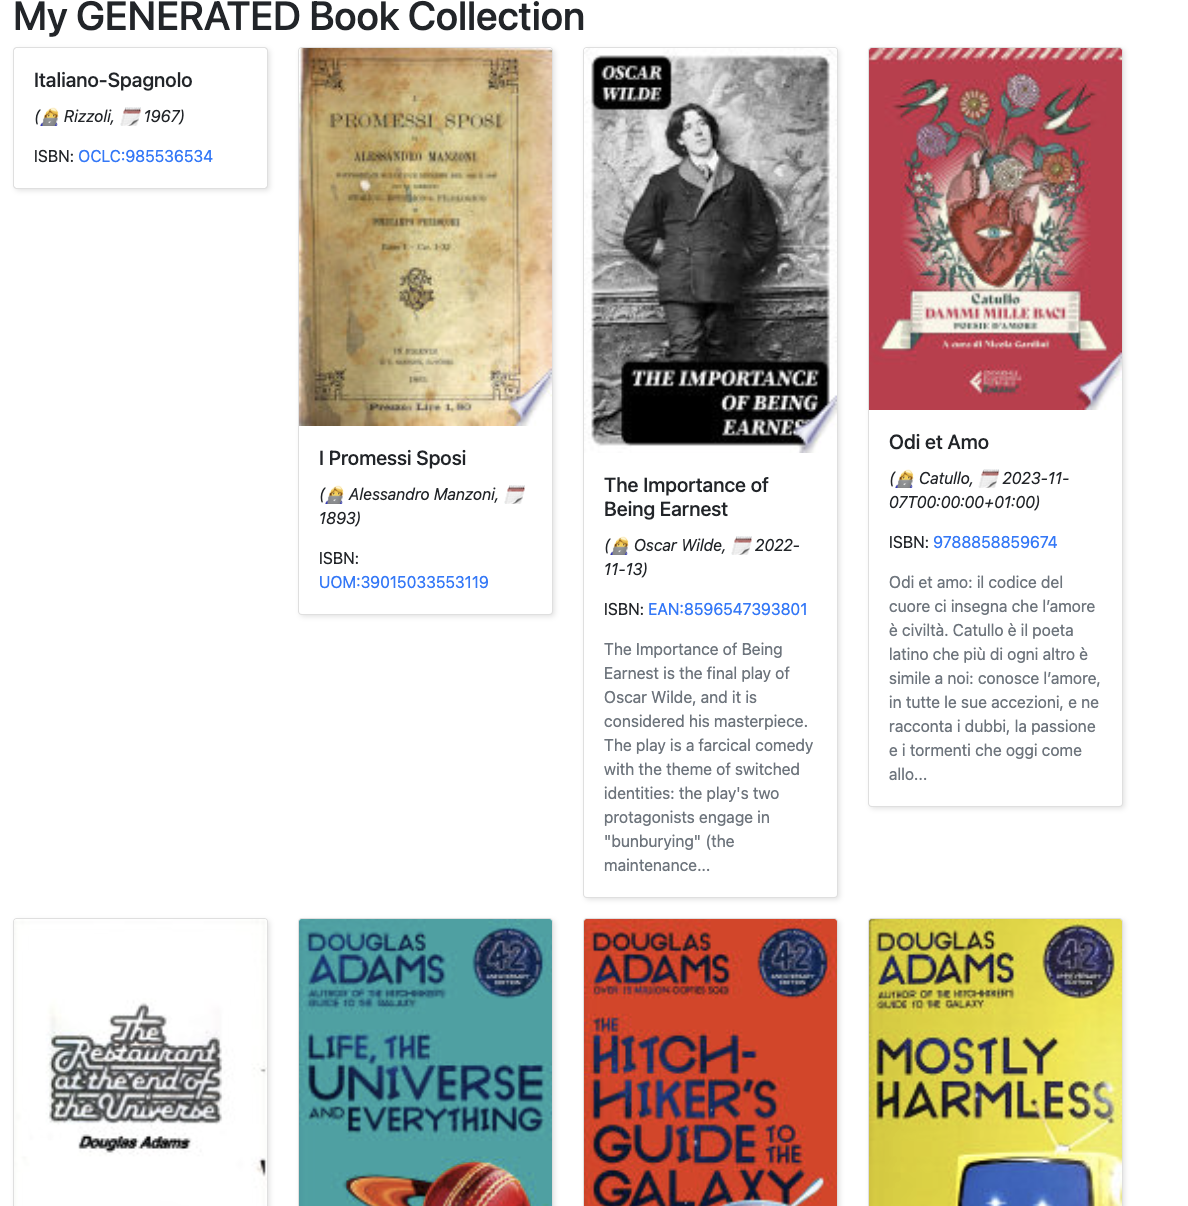 My GENERATED Book Collection
Italiano-Spagnolo
(👩‍💼 Rizzoli, 📅 1967)
ISBN: OCLC:985536534
I
PROMESSI SPOSI
ALESSANDRO MANZONI
Prezzo: Lire 1,80
I Promessi Sposi
(👩‍💼 Alessandro Manzoni, 📅
1893)
ISBN:
UOM:39015033553119
OSCAR
WILDE
THE IMPORTANCE
OF BEING
EARNEST
The Importance of
Being Earnest
(👩‍💼 Oscar Wilde, 📅 2022-
11-13)
ISBN: EAN:8596547393801
The Importance of Being
Earnest is the final play of
Oscar Wilde, and it is
considered his masterpiece.
The play is a farcical comedy
with the theme of switched
identities: the play's two
protagonists engage in
"bunburying" (the
maintenance...
Catullo
DAMMI MILLE BACI
POESIE D'AMORE
A cura di Nicola Gardini
Odi et Amo
(👩‍💼 Catullo, 📅 2023-11-
07T00:00:00+01:00)
ISBN: 9788858859674
Odi et amo: il codice del
cuore ci insegna che l’amore
è civiltà. Catullo è il poeta
latino che più di ogni altro è
simile a noi: conosce l’amore,
in tutte le sue accezioni, e ne
racconta i dubbi, la passione
e i tormenti che oggi come
allo...
The
Restaurant
at the end of
the Universe
Douglas Adams
DOUGLAS
ADAMS
AUTHOR OF THE HITCHHIKER'S
GUIDE TO THE GALAXY
42
ANNIVERSARY
EDITION
LIFE, THE
UNIVERSE
AND EVERYTHING
DOUGLAS
ADAMS
OVER 15 MILLION COPIES SOLD
42
ANNIVERSARY
EDITION
THE
HITCH-
HIKER'S
GUIDE TO
THE
GALAXY
DOUGLAS
ADAMS
AUTHOR OF THE HITCHHIKER'S
GUIDE TO THE GALAXY
42
ANNIVERSARY
EDITION
MOSTLY
HARMLESS